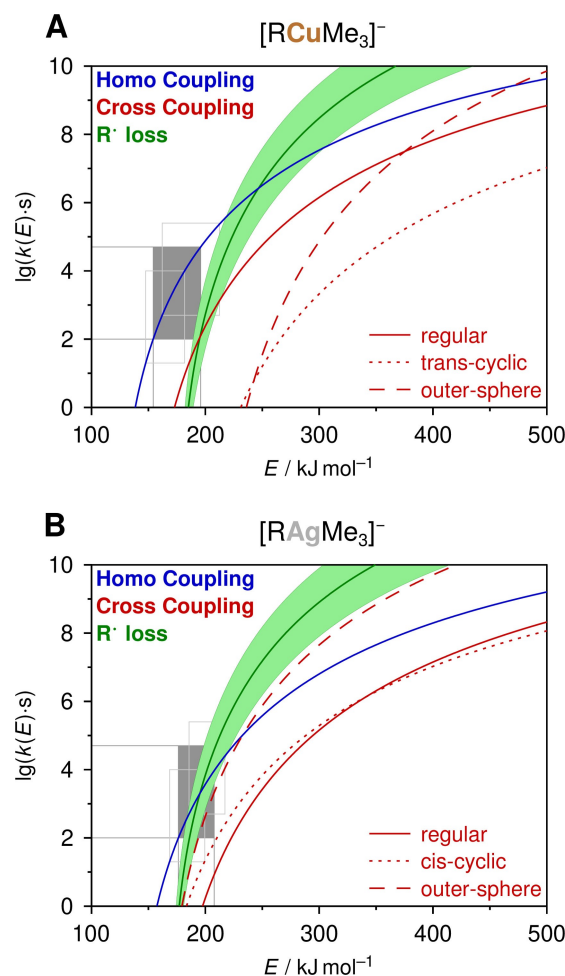 A
[RCuMe₃]⁻
10
Homo Coupling
Cross Coupling
R˙ loss
8
6
4
2
0
lg(k(E)·s)
regular
trans-cyclic
outer-sphere
100 200 300 400 500
E / kJ mol⁻¹
B
[RAgMe₃]⁻
10
Homo Coupling
Cross Coupling
R˙ loss
8
6
4
2
0
lg(k(E)·s)
regular
cis-cyclic
outer-sphere
100 200 300 400 500
E / kJ mol⁻¹